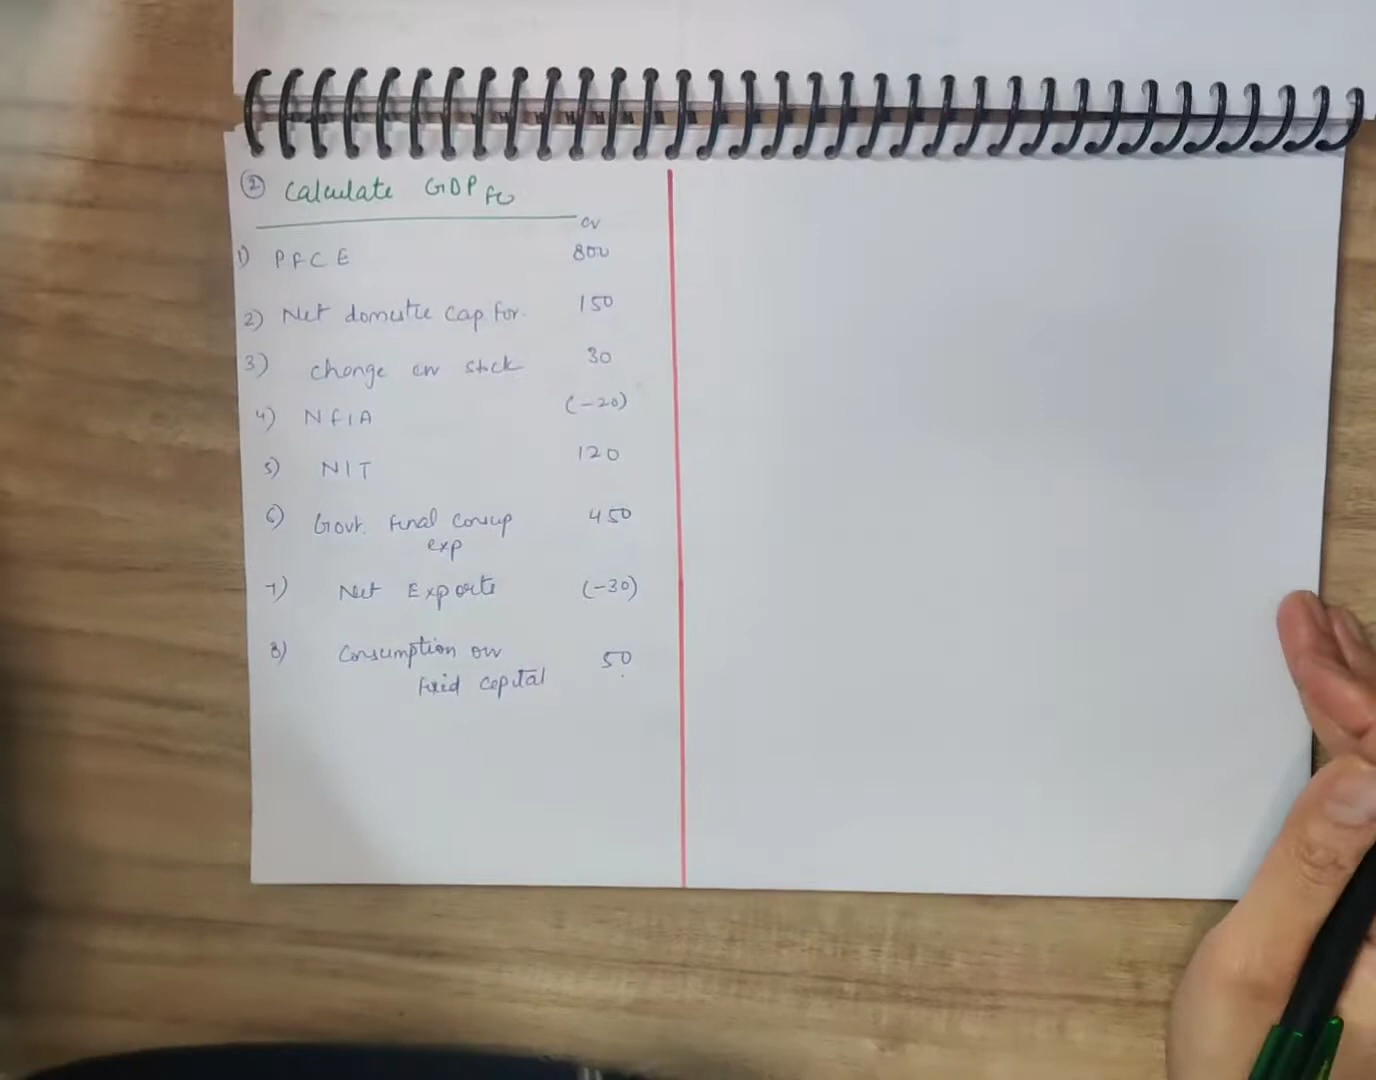 ② Calculate GDP fc
Cr
1) PFCE 800
2) Net domestic Cap for. 150
3) change in stock 30
4) NFIA (-20)
5) NIT 120
6) Govt. final consup 450
exp
7) Net Exports (-30)
8) Consumption on 50
fixed capital